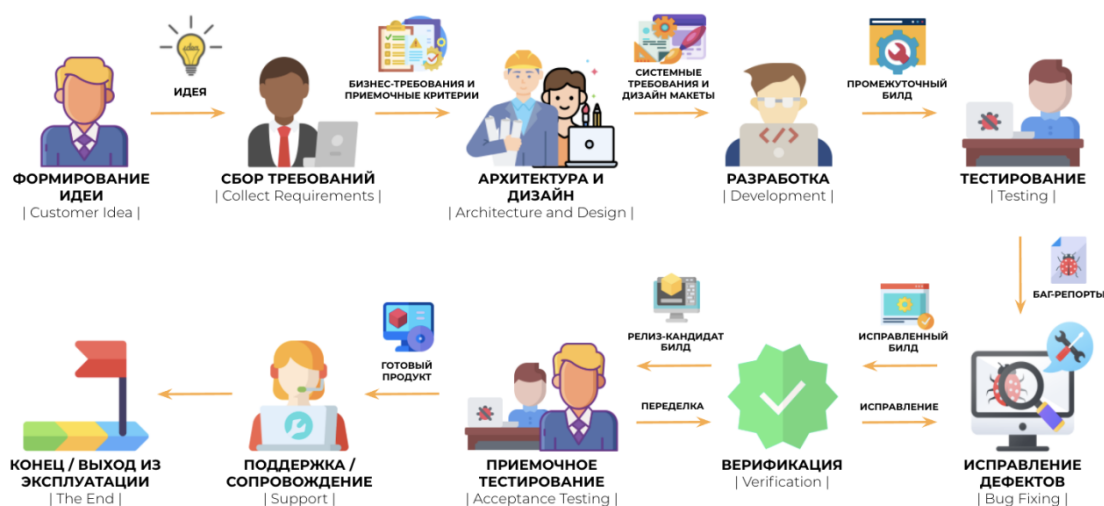 ИДЕЯ
БИЗНЕС-ТРЕБОВАНИЯ И
ПРИЕМОЧНЫЕ КРИТЕРИИ
СИСТЕМНЫЕ
ТРЕБОВАНИЯ И
ДИЗАЙН МАКЕТЫ
ПРОМЕЖУТОЧНЫЙ
БИЛД
ФОРМИРОВАНИЕ
ИДЕИ
| Customer Idea |
СБОР ТРЕБОВАНИЙ
| Collect Requirements |
АРХИТЕКТУРА И
ДИЗАЙН
| Architecture and Design |
РАЗРАБОТКА
| Development |
ТЕСТИРОВАНИЕ
| Testing |
БАГ-РЕПОРТЫ
ИСПРАВЛЕННЫЙ
БИЛД
РЕЛИЗ-КАНДИДАТ
БИЛД
ГОТОВЫЙ
ПРОДУКТ
ПЕРЕДЕЛКА
ИСПРАВЛЕНИЕ
КОНЕЦ / ВЫХОД ИЗ
ЭКСПЛУАТАЦИИ
| The End |
ПОДДЕРЖКА /
СОПРОВОЖДЕНИЕ
| Support |
ПРИЕМОЧНОЕ
ТЕСТИРОВАНИЕ
| Acceptance Testing |
ВЕРИФИКАЦИЯ
| Verification |
ИСПРАВЛЕНИЕ
ДЕФЕКТОВ
| Bug Fixing |